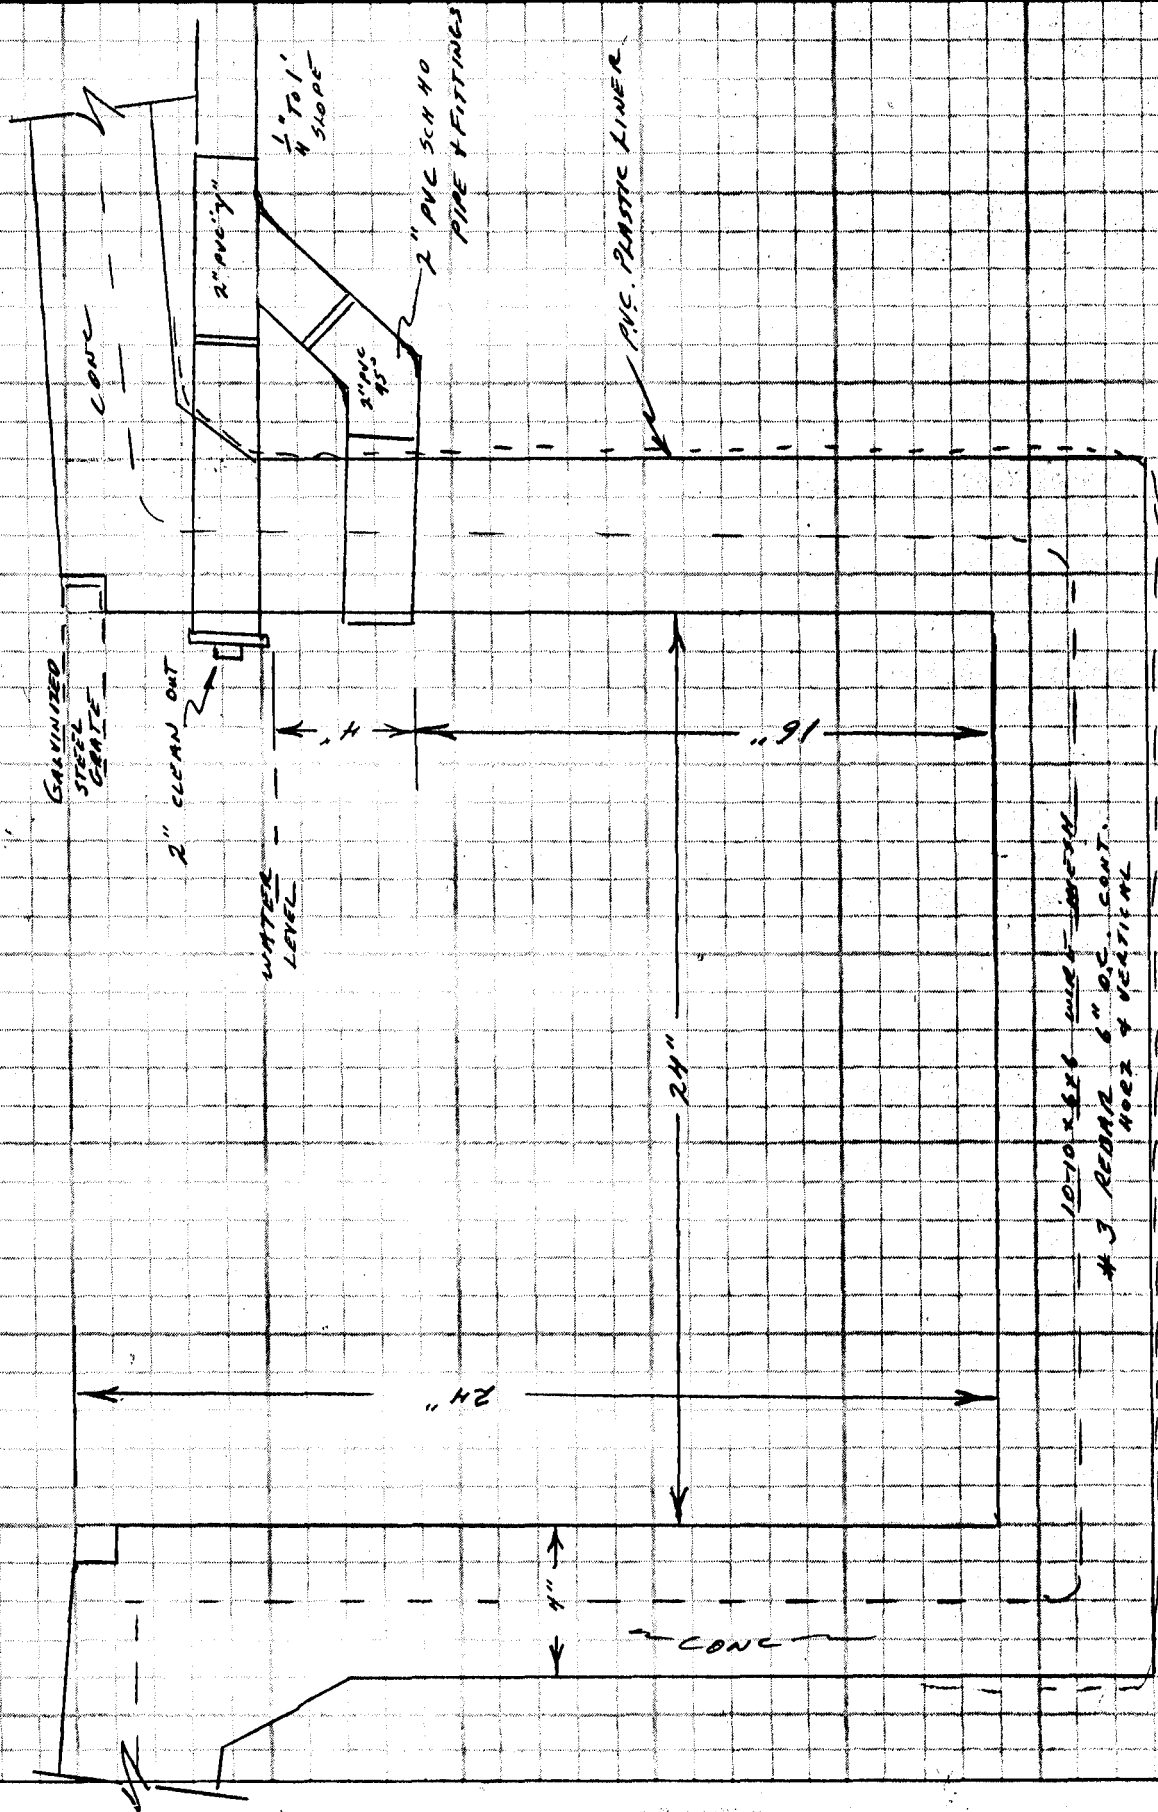 CONC
1/4" TO 1'
SLOPE
2" PVC "Y"
2" PVC
45°
2" PVC SCH 40
PIPE & FITTINGS
P.V.C. PLASTIC LINER
GALVINIZED
STEEL
GRATE
2" CLEAN OUT
WATER
LEVEL
4"
16"
24"
24"
4"
CONC
10-10 x 6x6 WIRE MESH
#3 REBAR 6" O.C. CONT.
HORZ & VERTICAL